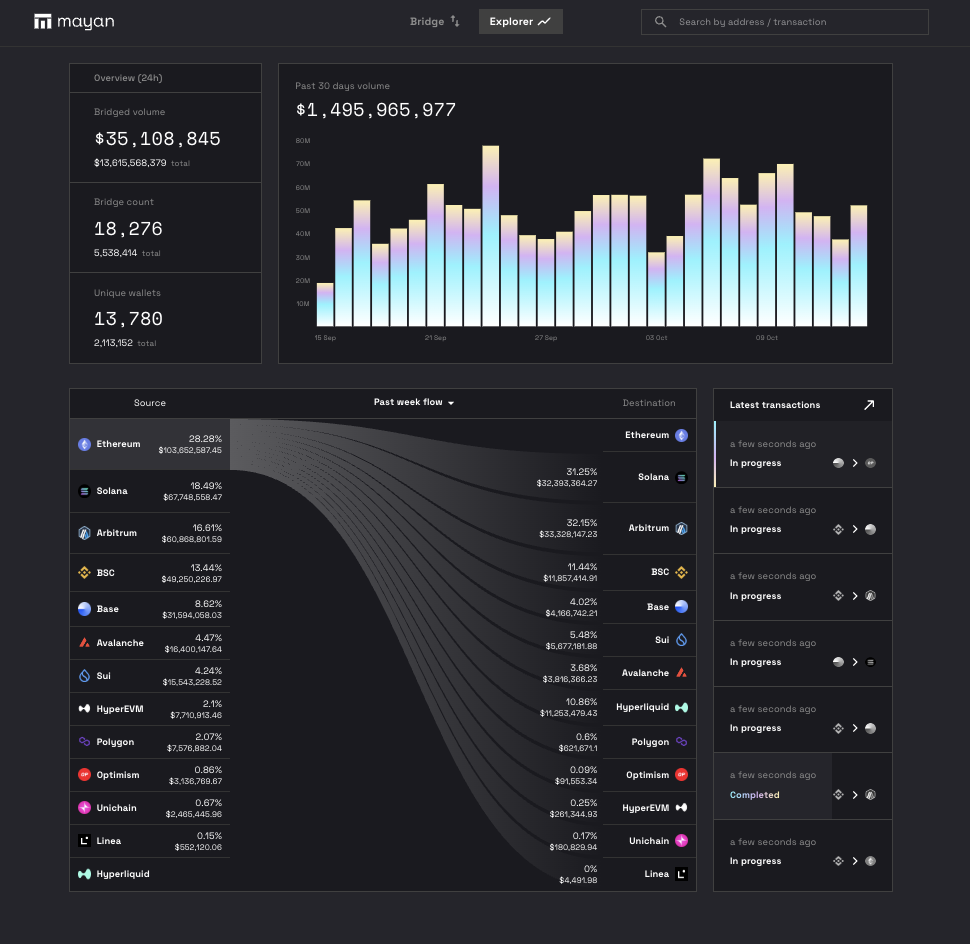 mayan
Bridge
Explorer
Search by address / transaction
Overview (24h)
Bridged volume
$35,108,845
$13,615,568,379 total
Bridge count
18,276
5,538,414 total
Unique wallets
13,780
2,113,152 total
Past 30 days volume
$1,495,965,977
80M
70M
60M
50M
40M
30M
20M
10M
15 Sep 21 Sep 27 Sep 03 Oct 09 Oct
Source Past week flow Destination
Ethereum 28.28%
$103,652,587.45
Solana 18.49%
$67,748,558.47
Arbitrum 16.61%
$60,868,801.59
BSC 13.44%
$49,250,226.97
Base 8.62%
$31,594,058.03
Avalanche 4.47%
$16,400,147.64
Sui 4.24%
$15,543,228.52
HyperEVM 2.1%
$7,710,913.46
Polygon 2.07%
$7,576,882.04
OP Optimism 0.86%
$3,136,769.67
Unichain 0.67%
$2,465,445.96
Linea 0.15%
$552,120.06
Hyperliquid
Ethereum
31.25% Solana
$32,393,364.27
32.15% Arbitrum
$33,328,147.23
11.44% BSC
$11,857,414.91
4.02% Base
$4,166,742.21
5.48% Sui
$5,677,181.88
3.68% Avalanche
$3,816,366.23
10.86% Hyperliquid
$11,253,479.43
0.6% Polygon
$621,671.1
0.09% Optimism OP
$91,553.34
0.25% HyperEVM
$261,344.93
0.17% Unichain
$180,829.94
0% Linea
$4,491.98
Latest transactions
a few seconds ago
In progress OP
a few seconds ago
In progress
a few seconds ago
In progress
a few seconds ago
In progress
a few seconds ago
In progress
a few seconds ago
Completed
a few seconds ago
In progress